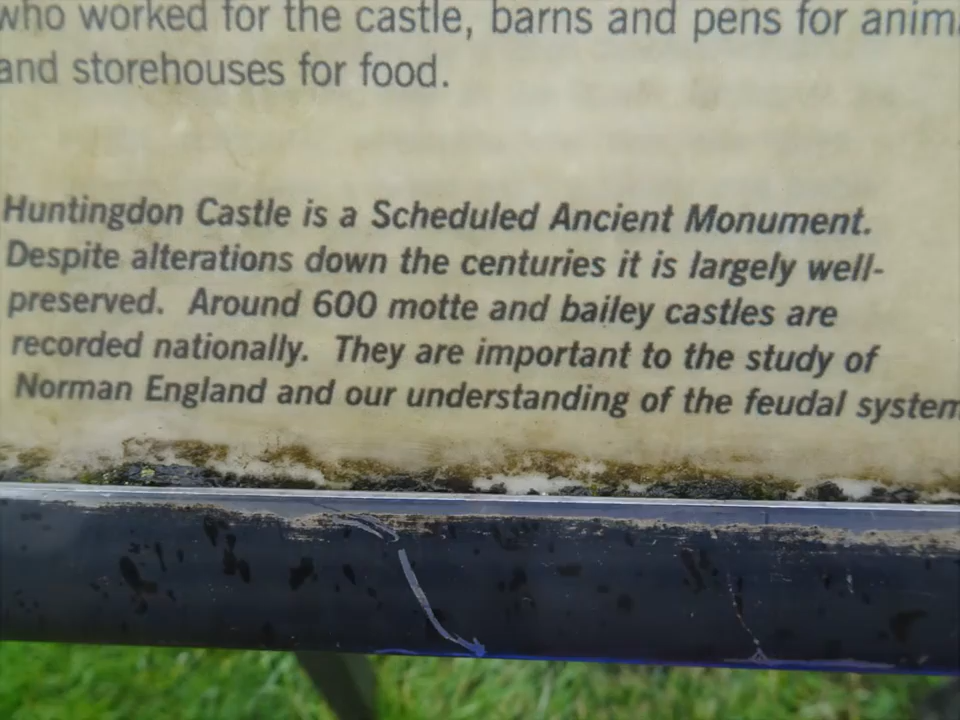 who worked for the castle, barns and pens for anim
and storehouses for food.
Huntingdon Castle is a Scheduled Ancient Monument.
Despite alterations down the centuries it is largely well-
preserved. Around 600 motte and bailey castles are
recorded nationally. They are important to the study of
Norman England and our understanding of the feudal system